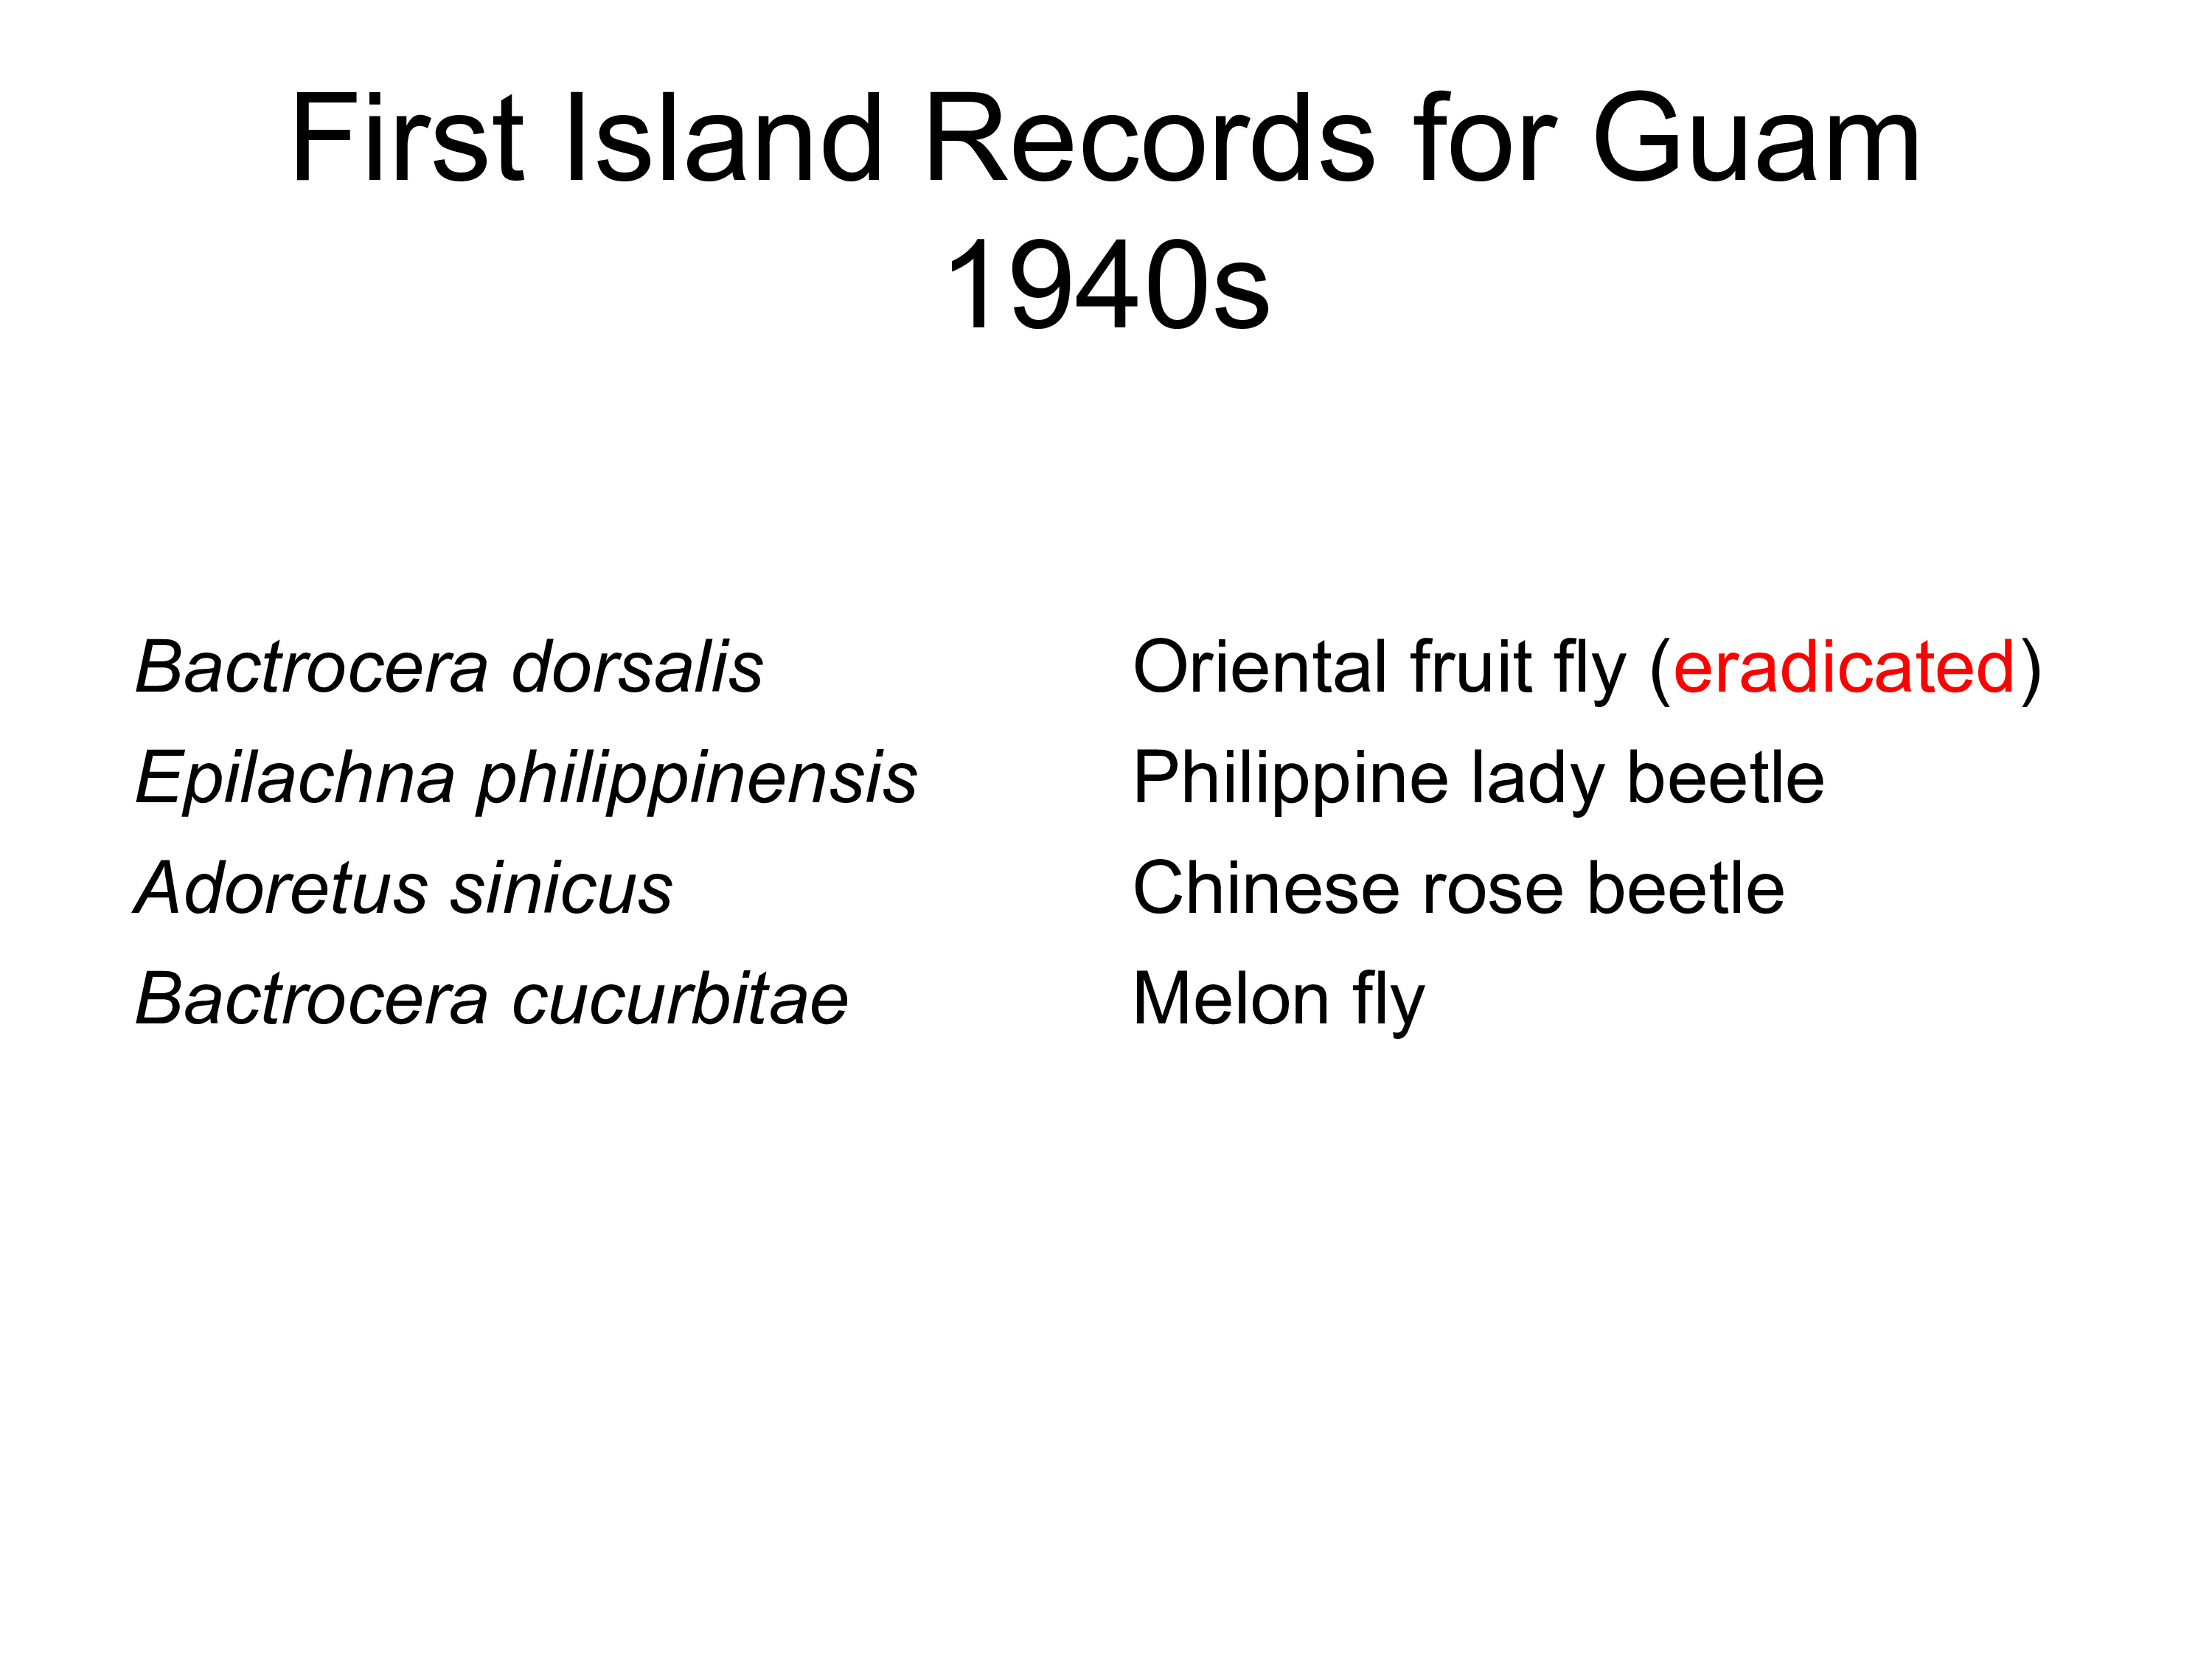 First Island Records for Guam
1940s
Bactrocera dorsalis Oriental fruit fly (eradicated)
Epilachna philippinensis Philippine lady beetle
Adoretus sinicus Chinese rose beetle
Bactrocera cucurbitae Melon fly